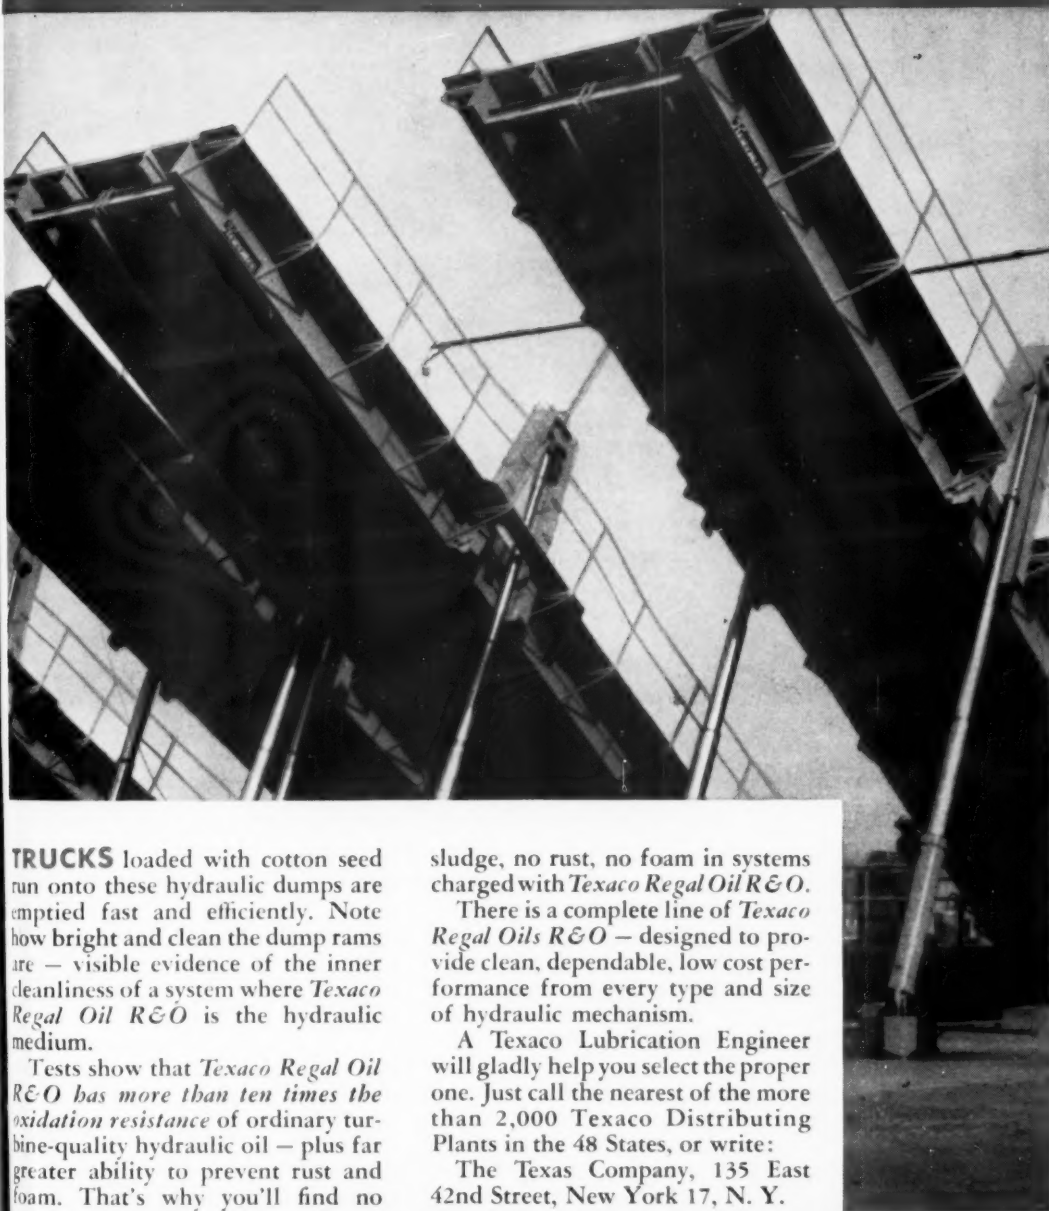 TRUCKS loaded with cotton seed
run onto these hydraulic dumps are
emptied fast and efficiently. Note
how bright and clean the dump rams
are — visible evidence of the inner
cleanliness of a system where Texaco
Regal Oil R&O is the hydraulic
medium.
Tests show that Texaco Regal Oil
R&O has more than ten times the
oxidation resistance of ordinary tur-
bine-quality hydraulic oil — plus far
greater ability to prevent rust and
foam. That's why you'll find no
sludge, no rust, no foam in systems
charged with Texaco Regal Oil R&O.
There is a complete line of Texaco
Regal Oils R&O — designed to pro-
vide clean, dependable, low cost per-
formance from every type and size
of hydraulic mechanism.
A Texaco Lubrication Engineer
will gladly help you select the proper
one. Just call the nearest of the more
than 2,000 Texaco Distributing
Plants in the 48 States, or write:
The Texas Company, 135 East
42nd Street, New York 17, N. Y.